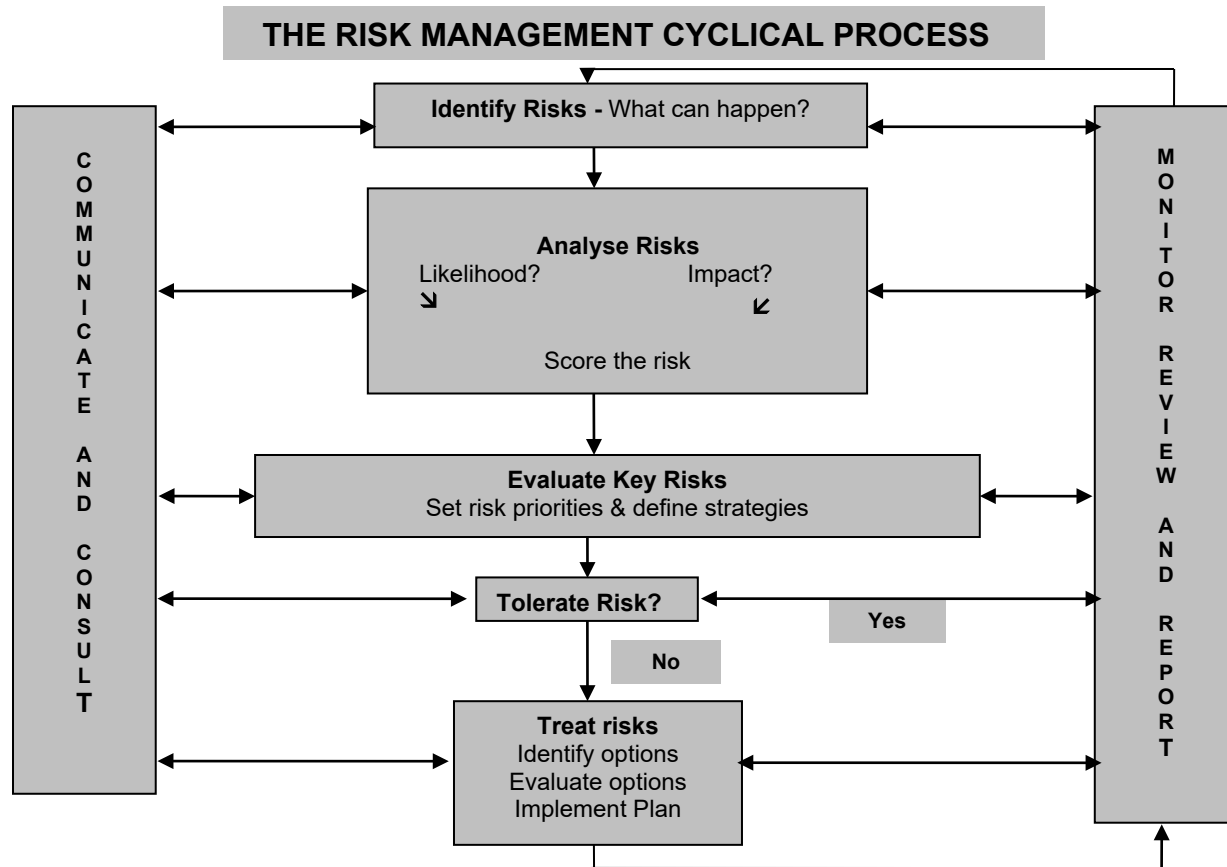 THE RISK MANAGEMENT CYCLICAL PROCESS
Identify Risks - What can happen?
COMMUNICATE AND CONSULT
MONITOR REVIEW AND REPORT
Analyse Risks
Likelihood? Impact?
Score the risk
Evaluate Key Risks
Set risk priorities & define strategies
Tolerate Risk?
Yes
No
Treat risks
Identify options
Evaluate options
Implement Plan